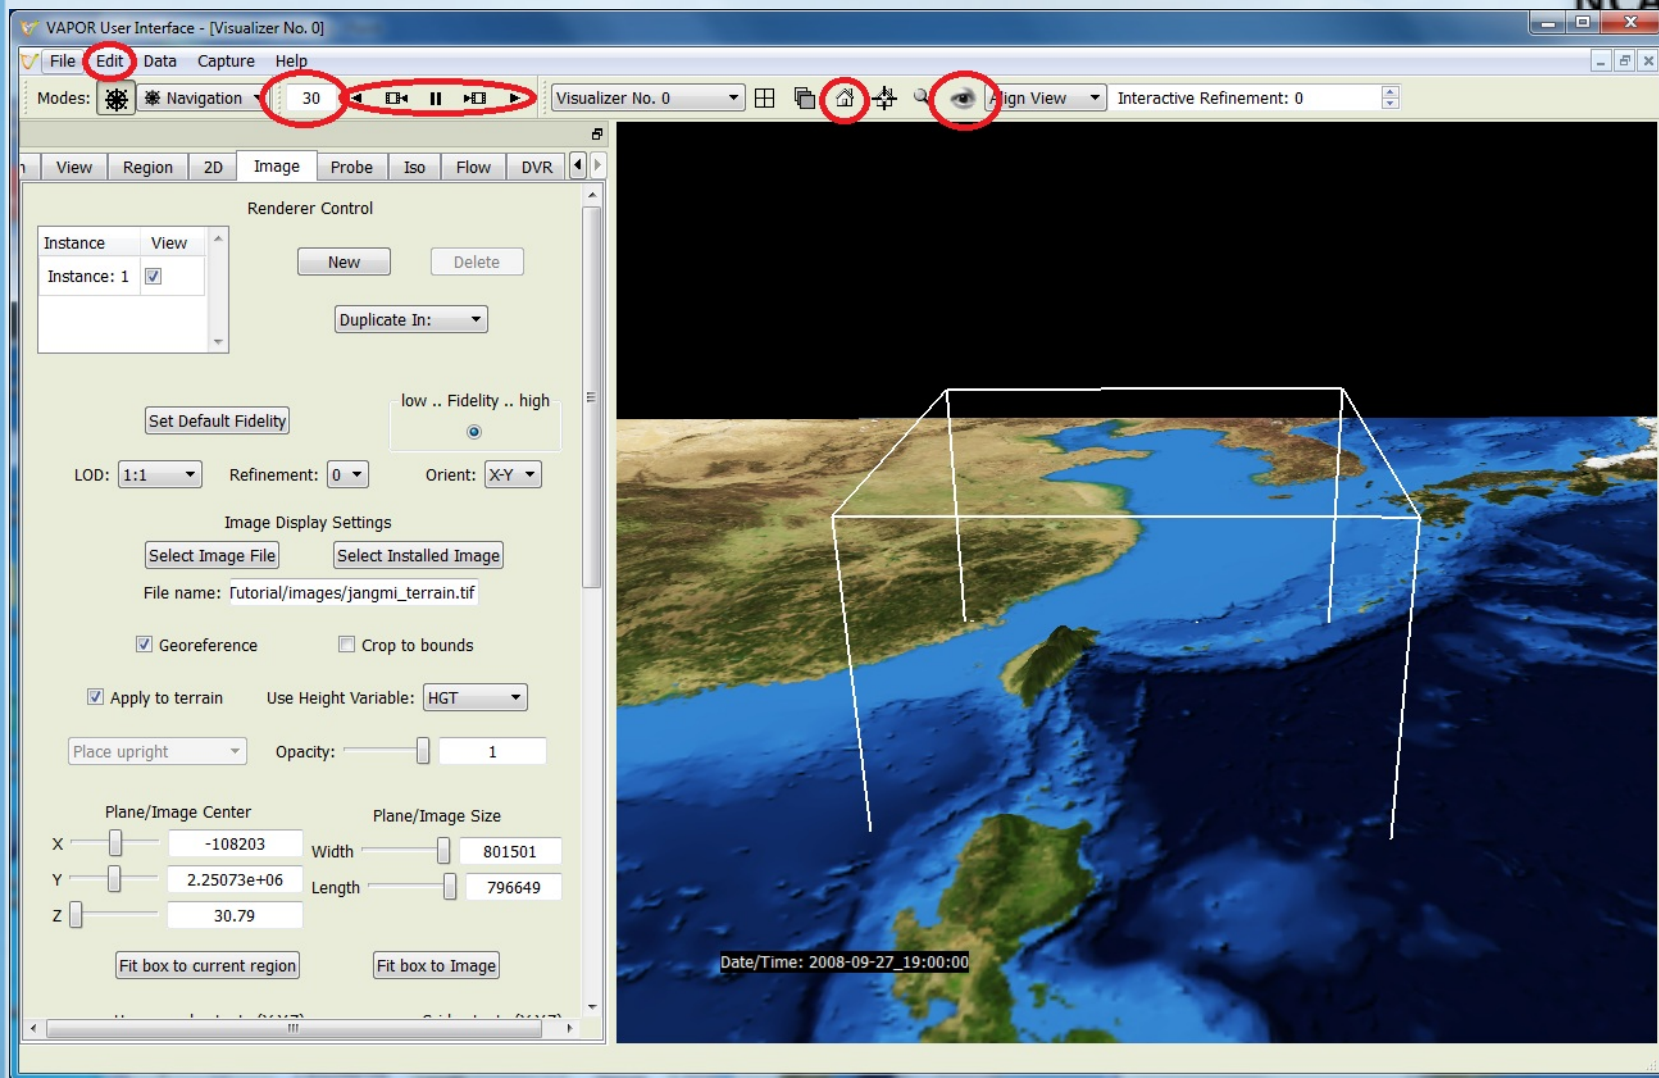 NCA
VAPOR User Interface - [Visualizer No. 0]
File Edit Data Capture Help
Modes: Navigation 30 Visualizer No. 0 Align View Interactive Refinement: 0
View Region 2D Image Probe Iso Flow DVR
Renderer Control
Instance View
New Delete
Instance: 1
Duplicate In:
low .. Fidelity .. high
Set Default Fidelity
LOD: 1:1 Refinement: 0 Orient: X-Y
Image Display Settings
Select Image File Select Installed Image
File name: Tutorial/images/jangmi_terrain.tif
Georeference Crop to bounds
Apply to terrain Use Height Variable: HGT
Place upright Opacity: 1
Plane/Image Center Plane/Image Size
X -108203 Width 801501
Y 2.25073e+06 Length 796649
Z 30.79
Fit box to current region Fit box to Image
Date/Time: 2008-09-27_19:00:00